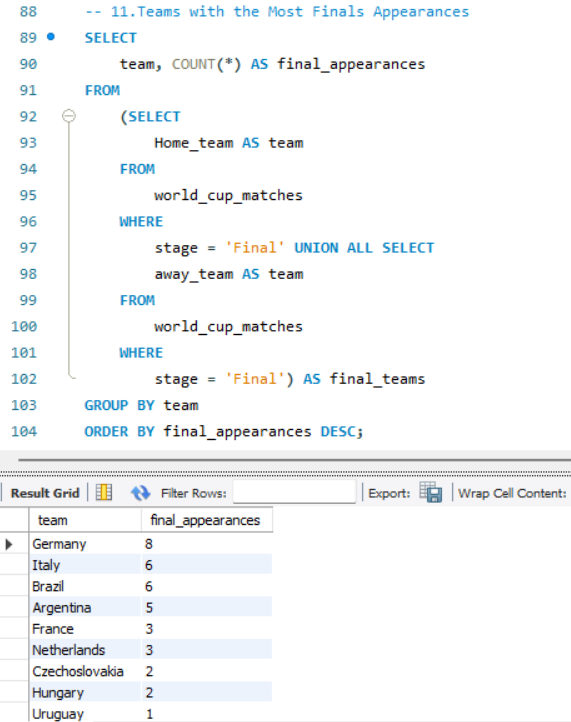 88 -- 11.Teams with the Most Finals Appearances
89 SELECT
90 team, COUNT(*) AS final_appearances
91 FROM
92 (SELECT
93 Home_team AS team
94 FROM
95 world_cup_matches
96 WHERE
97 stage = 'Final' UNION ALL SELECT
98 away_team AS team
99 FROM
100 world_cup_matches
101 WHERE
102 stage = 'Final') AS final_teams
103 GROUP BY team
104 ORDER BY final_appearances DESC;
Result Grid Filter Rows: Export: Wrap Cell Content:
team final_appearances
Germany 8
Italy 6
Brazil 6
Argentina 5
France 3
Netherlands 3
Czechoslovakia 2
Hungary 2
Uruguay 1